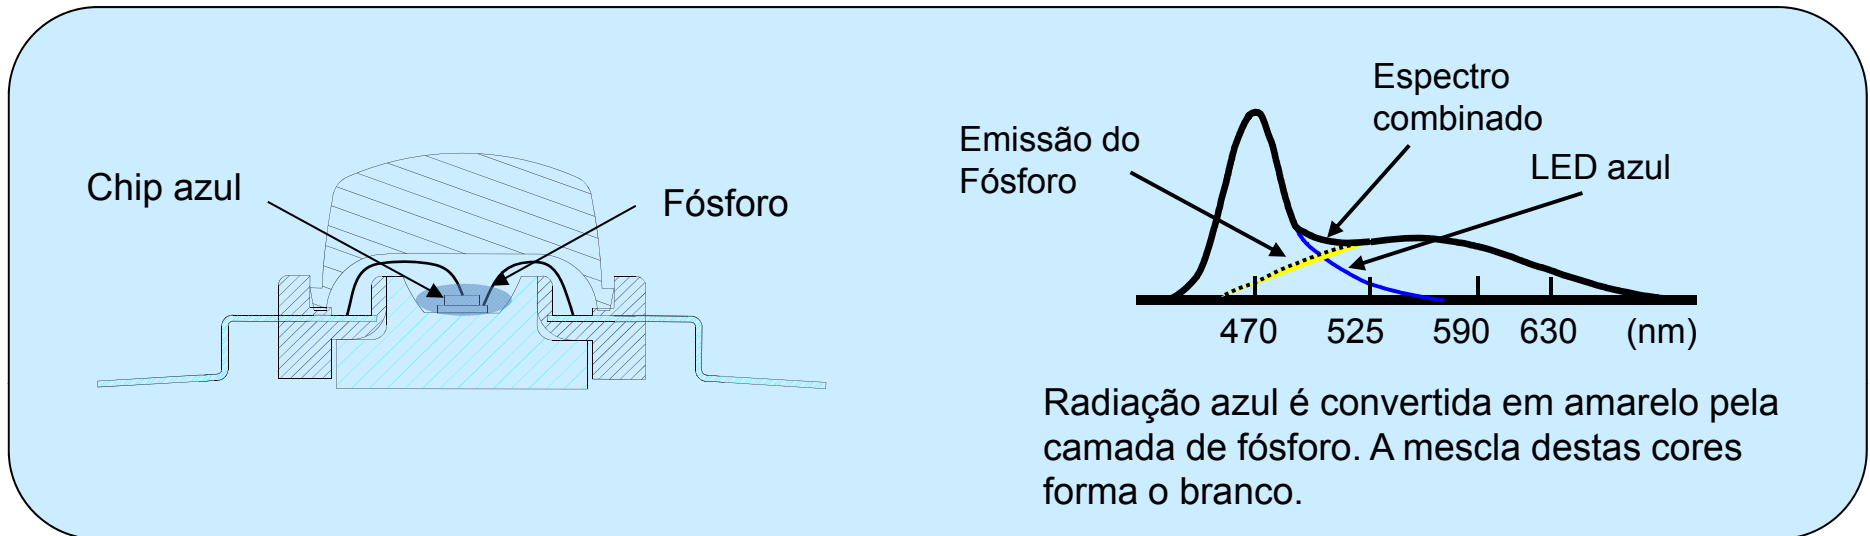 Chip azul
Fósforo
Espectro
combinado
Emissão do
Fósforo
LED azul
470 525 590 630 (nm)
Radiação azul é convertida em amarelo pela
camada de fósforo. A mescla destas cores
forma o branco.